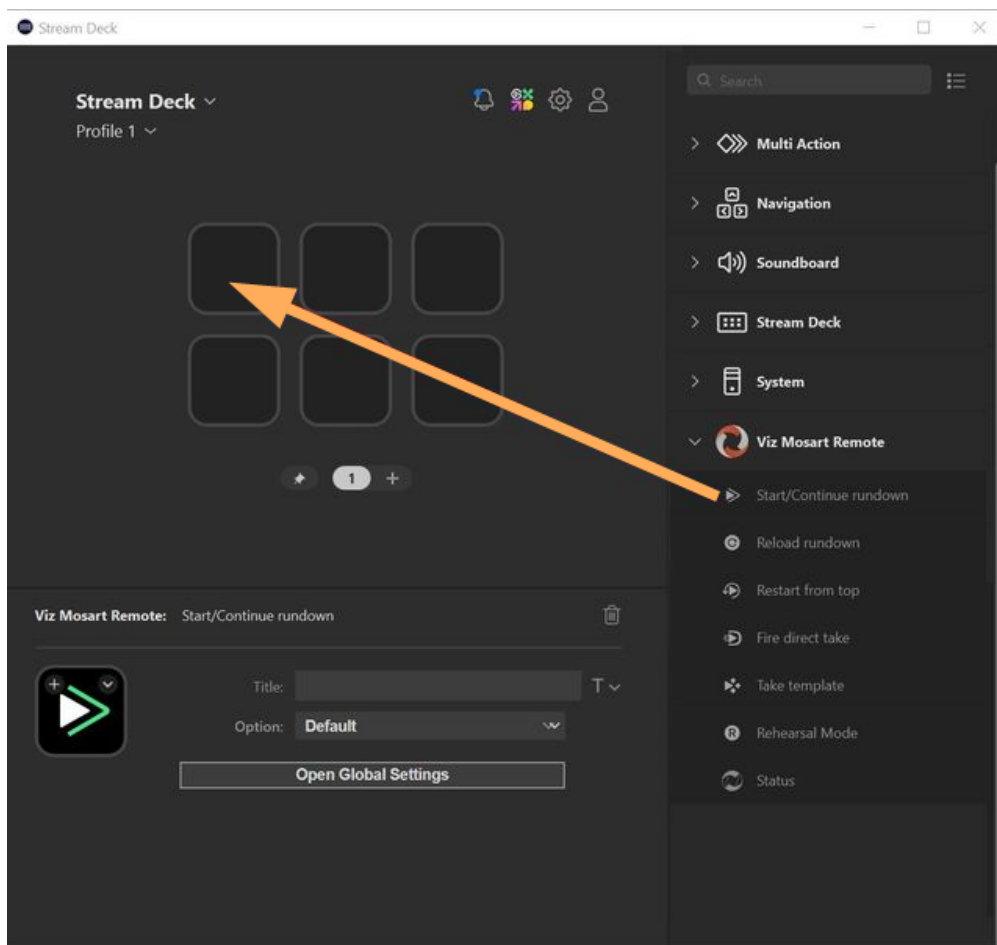 Stream Deck
Stream Deck
Profile 1
1
Search
Multi Action
Navigation
Soundboard
Stream Deck
System
Viz Mosart Remote
Start/Continue rundown
Reload rundown
Restart from top
Fire direct take
Take template
R Rehearsal Mode
Status
Viz Mosart Remote: Start/Continue rundown
Title: T
Option: Default
Open Global Settings